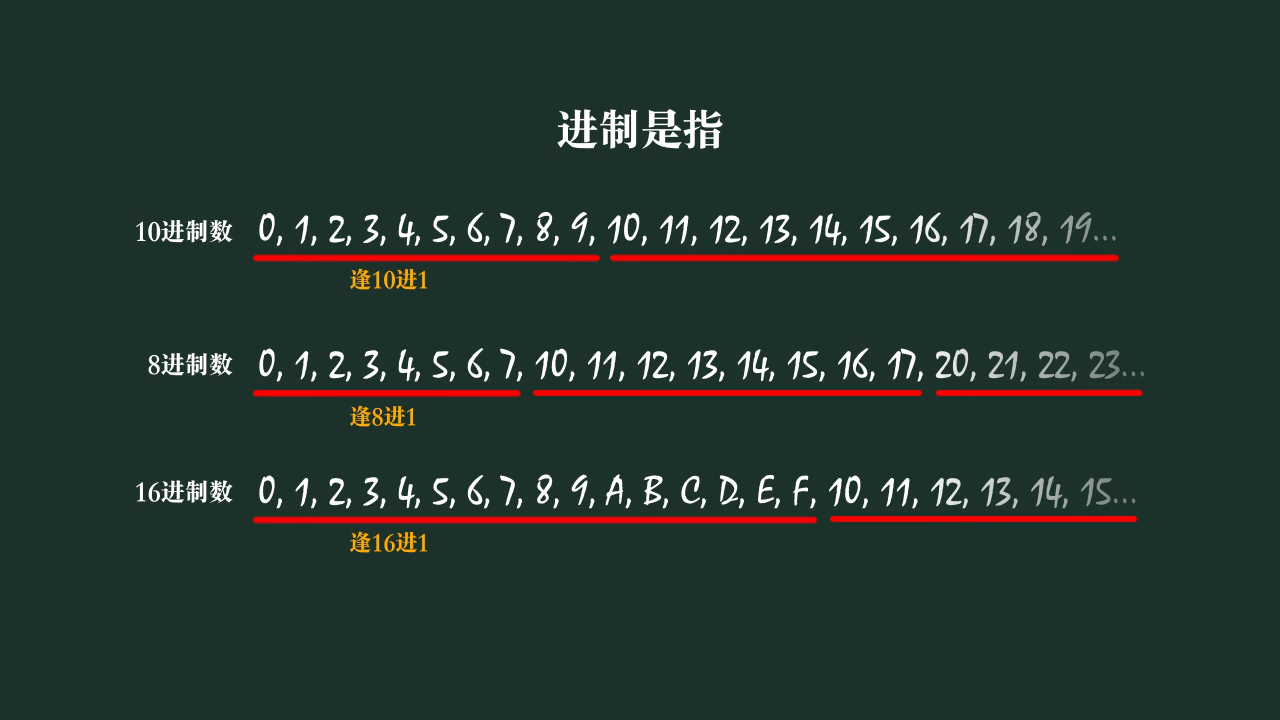 进制是指
10进制数 0, 1, 2, 3, 4, 5, 6, 7, 8, 9, 10, 11, 12, 13, 14, 15, 16, 17, 18, 19...
逢10进1
8进制数 0, 1, 2, 3, 4, 5, 6, 7, 10, 11, 12, 13, 14, 15, 16, 17, 20, 21, 22, 23...
逢8进1
16进制数 0, 1, 2, 3, 4, 5, 6, 7, 8, 9, A, B, C, D, E, F, 10, 11, 12, 13, 14, 15...
逢16进1